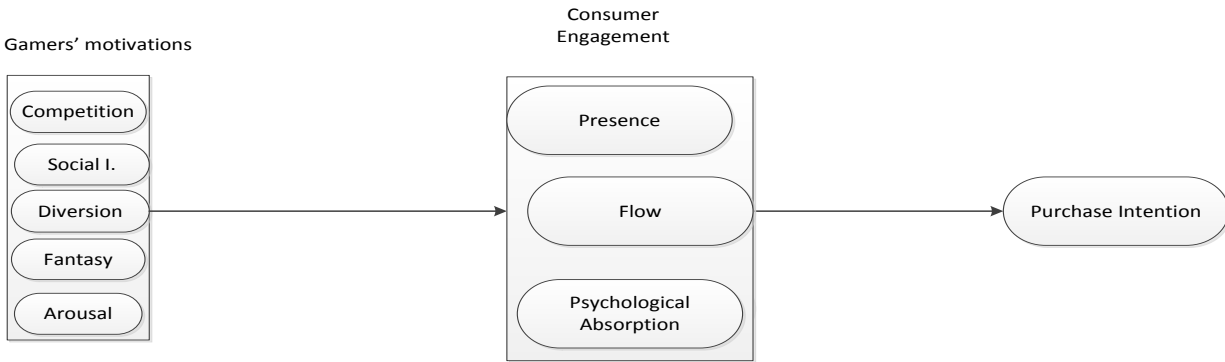 Consumer
Engagement
Gamers’ motivations
Competition
Social I.
Diversion
Fantasy
Arousal
Presence
Flow
Psychological
Absorption
Purchase Intention